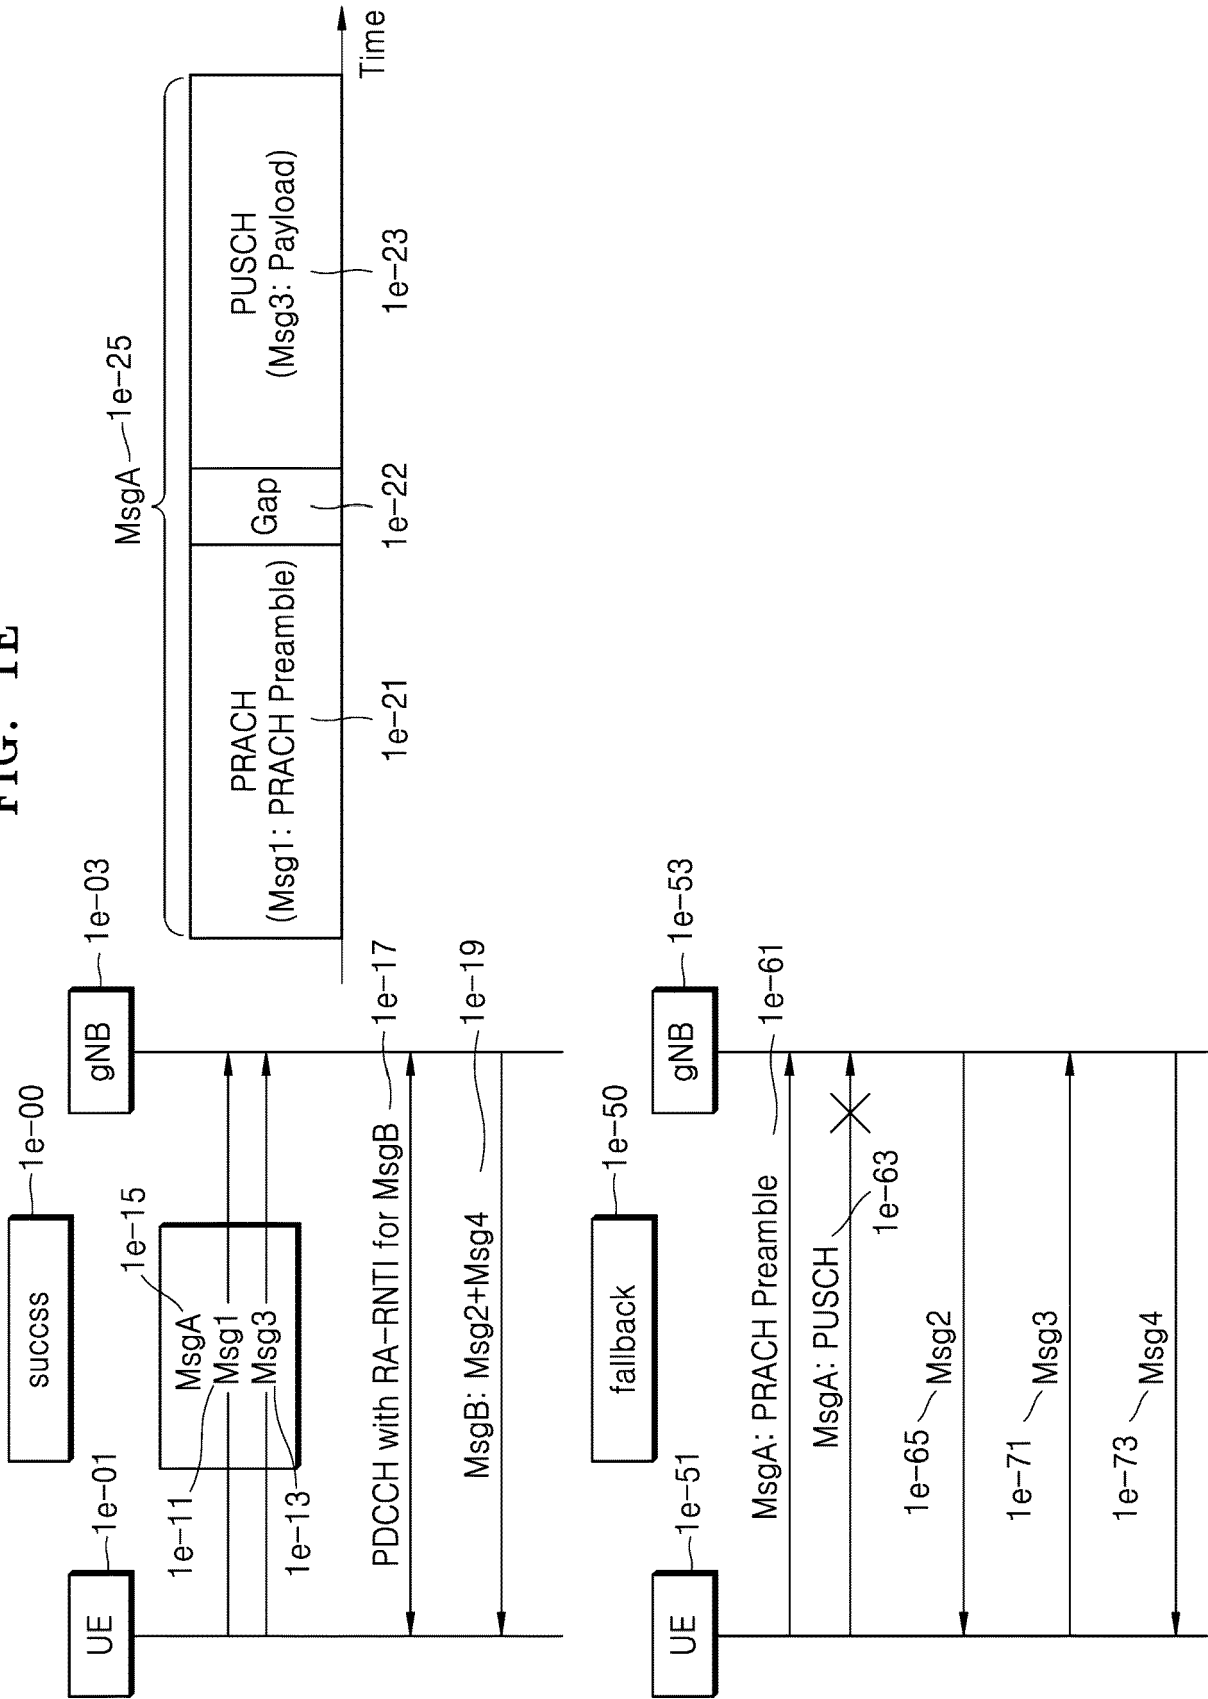 FIG. 1E
succss
1e-00
UE
1e-01
gNB
1e-03
MsgA
1e-15
1e-11
Msg1
Msg3
1e-13
PDCCH with RA-RNTI for MsgB
1e-17
MsgB: Msg2+Msg4
1e-19
MsgA
1e-25
PRACH
(Msg1: PRACH Preamble)
Gap
PUSCH
(Msg3: Payload)
Time
1e-21
1e-22
1e-23
fallback
1e-50
UE
1e-51
gNB
1e-53
MsgA: PRACH Preamble
1e-61
MsgA: PUSCH
1e-63
1e-65
Msg2
1e-71
Msg3
1e-73
Msg4